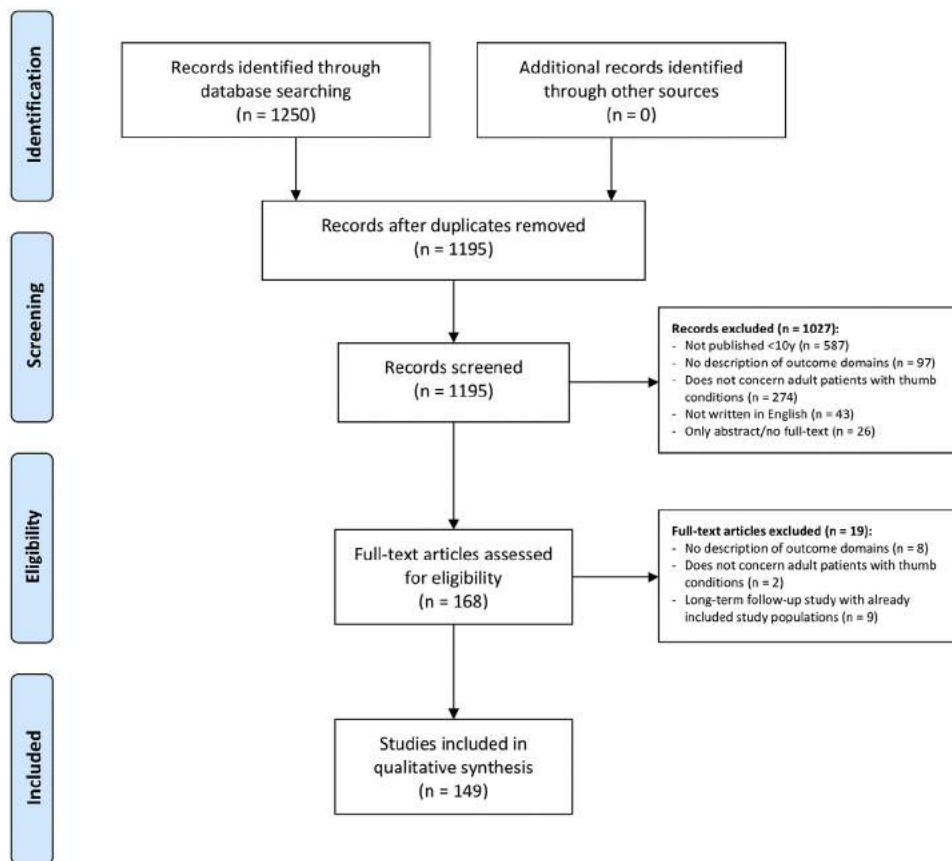 Identification
Records identified through
database searching
(n = 1250)
Additional records identified
through other sources
(n = 0)
Records after duplicates removed
(n = 1195)
Screening
Records screened
(n = 1195)
Records excluded (n = 1027):
- Not published <10y (n = 587)
- No description of outcome domains (n = 97)
- Does not concern adult patients with thumb
conditions (n = 274)
- Not written in English (n = 43)
- Only abstract/no full-text (n = 26)
Eligibility
Full-text articles assessed
for eligibility
(n = 168)
Full-text articles excluded (n = 19):
- No description of outcome domains (n = 8)
- Does not concern adult patients with thumb
conditions (n = 2)
- Long-term follow-up study with already
included study populations (n = 9)
Included
Studies included in
qualitative synthesis
(n = 149)